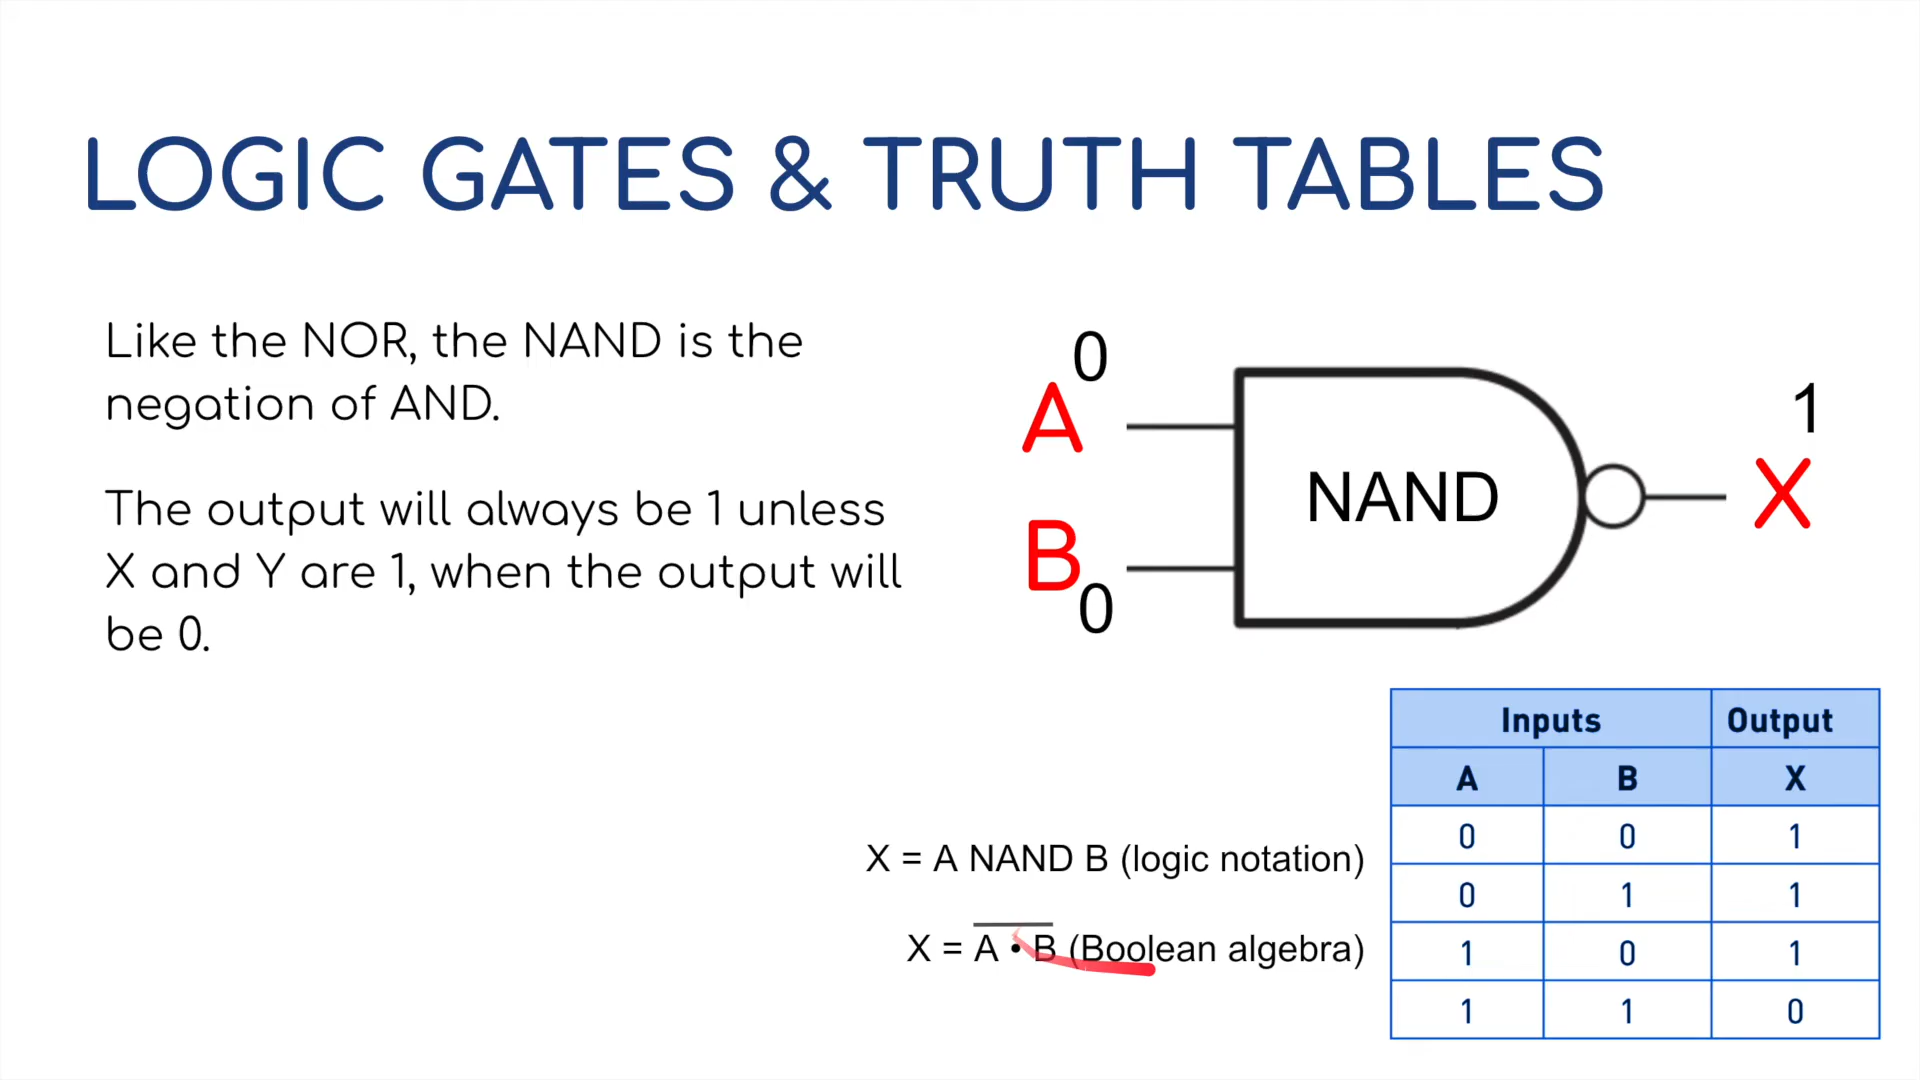 LOGIC GATES & TRUTH TABLES
Like the NOR, the NAND is the
negation of AND.
The output will always be 1 unless
X and Y are 1, when the output will
be 0.
0
A
B
0
NAND
1
X
X = A NAND B (logic notation)
X = A̅ ̅•̅ ̅B̅ (Boolean algebra)
Inputs Output
A B X
0 0 1
0 1 1
1 0 1
1 1 0